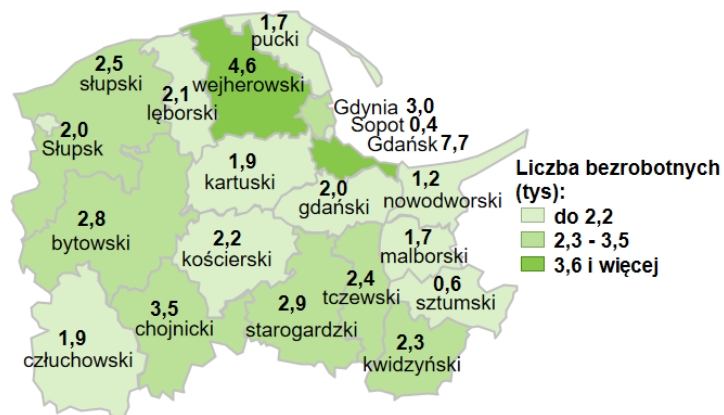 1,7
pucki
2,5
słupski
4,6
wejherowski
2,1
lęborski
Gdynia 3,0
Sopot 0,4
Gdańsk 7,7
2,0
Słupsk
1,9
kartuski
2,0
gdański
1,2
nowodworski
Liczba bezrobotnych
(tys):
do 2,2
2,3 - 3,5
3,6 i więcej
2,8
bytowski
2,2
kościerski
1,7
malborski
2,4
tczewski
0,6
sztumski
3,5
chojnicki
2,9
starogardzki
1,9
człuchowski
2,3
kwidzyński